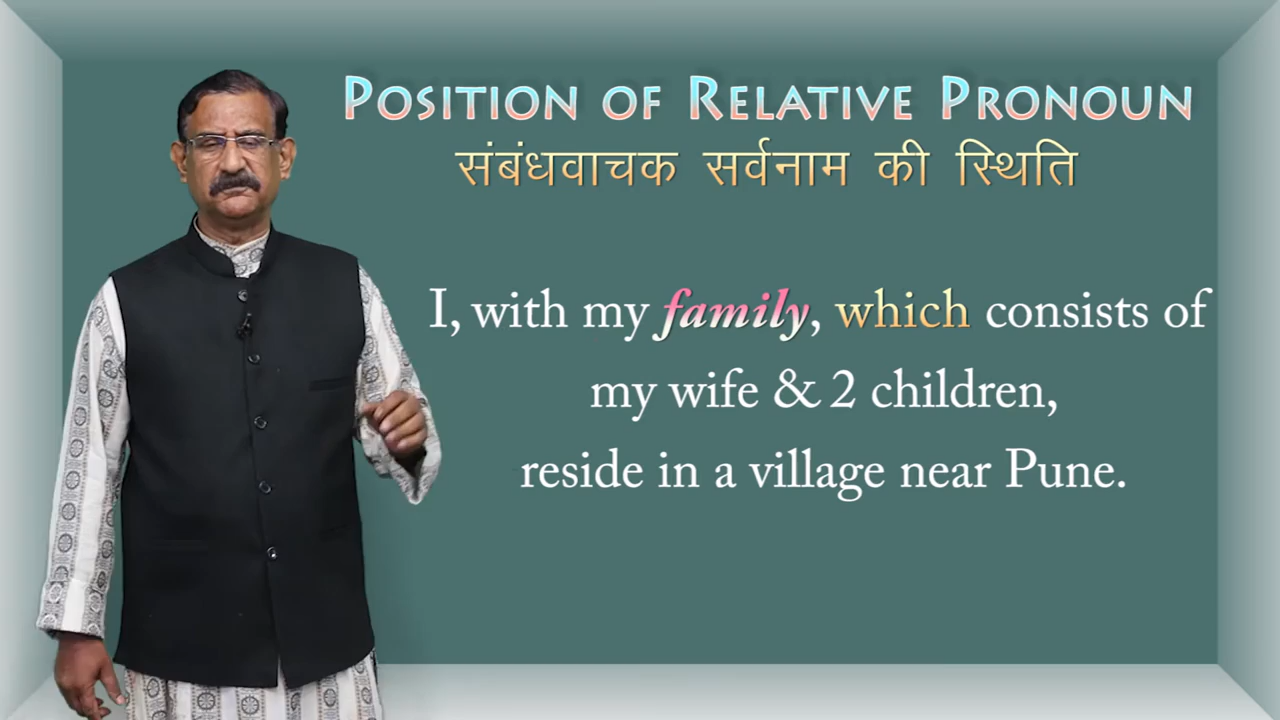 Position of Relative Pronoun
संबंधवाचक सर्वनाम की स्थिति
I, with my family, which consists of
my wife & 2 children,
reside in a village near Pune.